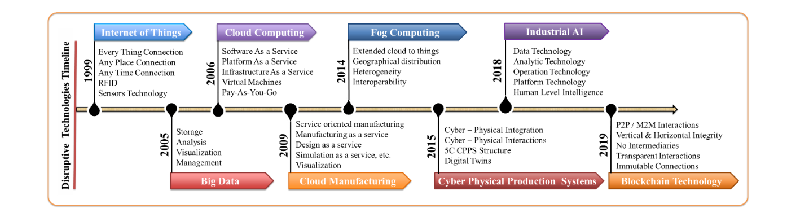 Disruptive Technologies Timeline
Internet of Things
1999
Every Thing Connection
Any Place Connection
Any Time Connection
RFID
Sensors Technology
2005
Storage
Analysis
Visualization
Management
Big Data
Cloud Computing
2006
Software As a Service
Platform As a Service
Infrastructure As a Service
Virtual Machines
Pay-As-You-Go
2009
Service oriented manufacturing
Manufacturing as a service
Design as a service
Simulation as a service, etc.
Visualization
Cloud Manufacturing
Fog Computing
2014
Extended cloud to things
Geographical distribution
Heterogeneity
Interoperability
2015
Cyber – Physical Integration
Cyber – Physical Interactions
5C CPPS Structure
Digital Twins
Cyber Physical Production Systems
Industrial AI
2018
Data Technology
Analytic Technology
Operation Technology
Platform Technology
Human Level Intelligence
2019
P2P / M2M Interactions
Vertical & Horizontal Integrity
No Intermediaries
Transparent Interactions
Immutable Connections
Blockchain Technology